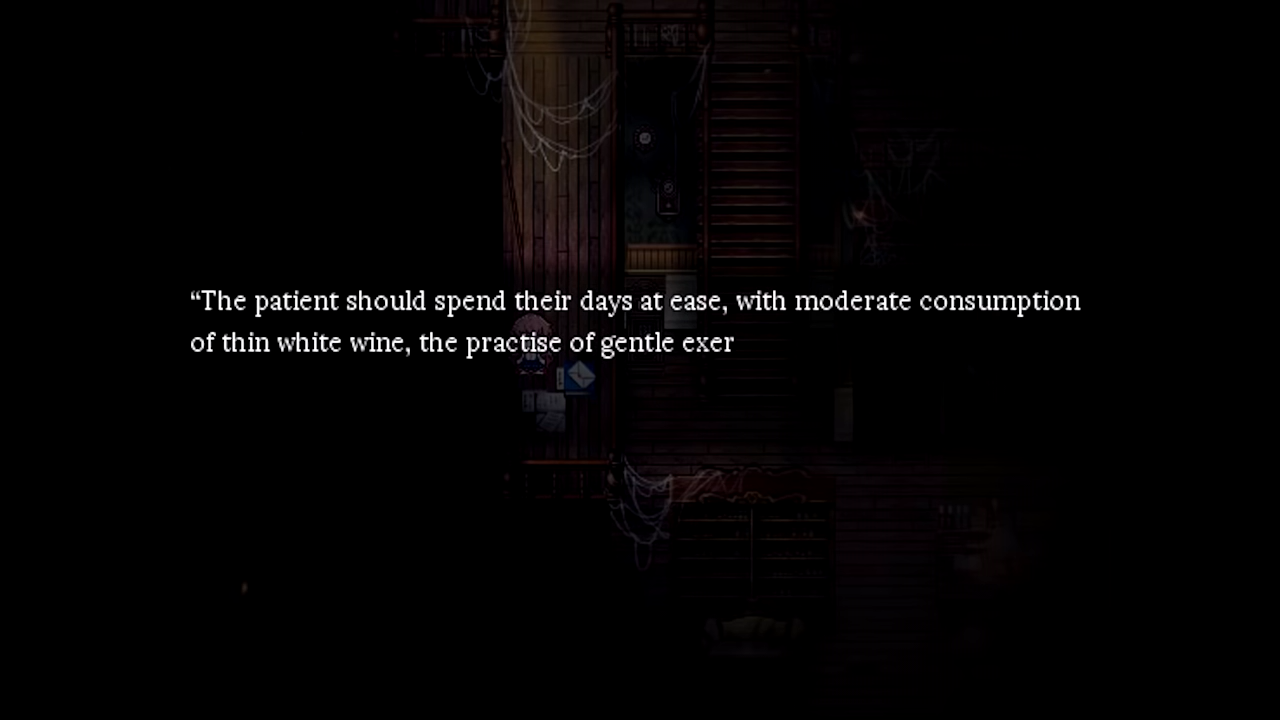 “The patient should spend their days at ease, with moderate consumption
of thin white wine, the practise of gentle exer